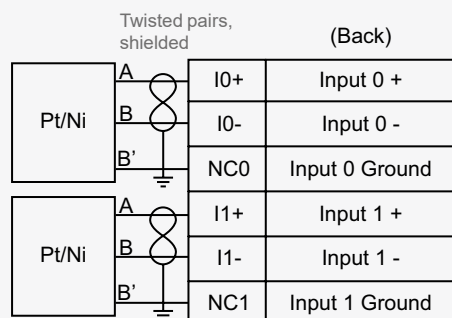 Twisted pairs,
shielded
(Back)
A
I0+ Input 0 +
Pt/Ni
B
I0- Input 0 -
B’
NC0 Input 0 Ground
A
I1+ Input 1 +
Pt/Ni
B
I1- Input 1 -
B’
NC1 Input 1 Ground